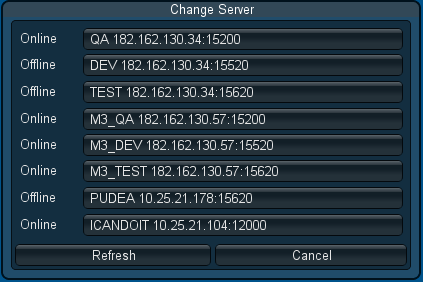 Change Server
Online QA 182.162.130.34:15200
Offline DEV 182.162.130.34:15520
Offline TEST 182.162.130.34:15620
Online M3_QA 182.162.130.57:15200
Online M3_DEV 182.162.130.57:15520
Online M3_TEST 182.162.130.57:15620
Offline PUDEA 10.25.21.178:15620
Online ICANDOIT 10.25.21.104:12000
Refresh Cancel